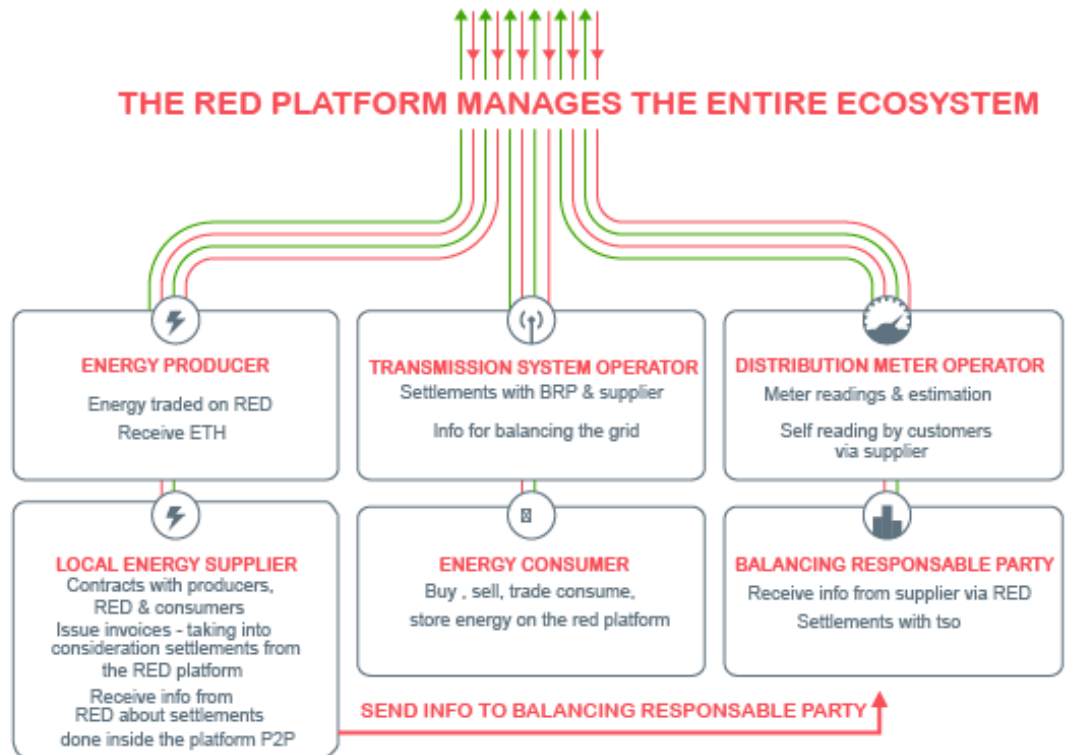 THE RED PLATFORM MANAGES THE ENTIRE ECOSYSTEM
ENERGY PRODUCER
Energy traded on RED
Receive ETH
TRANSMISSION SYSTEM OPERATOR
Settlements with BRP & supplier
Info for balancing the grid
DISTRIBUTION METER OPERATOR
Meter readings & estimation
Self reading by customers
via supplier
LOCAL ENERGY SUPPLIER
Contracts with producers,
RED & consumers
Issue invoices - taking into
consideration settlements from
the RED platform
Receive info from
RED about settlements
done inside the platform P2P
ENERGY CONSUMER
Buy , sell, trade consume,
store energy on the red platform
BALANCING RESPONSABLE PARTY
Receive info from supplier via RED
Settlements with tso
SEND INFO TO BALANCING RESPONSABLE PARTY